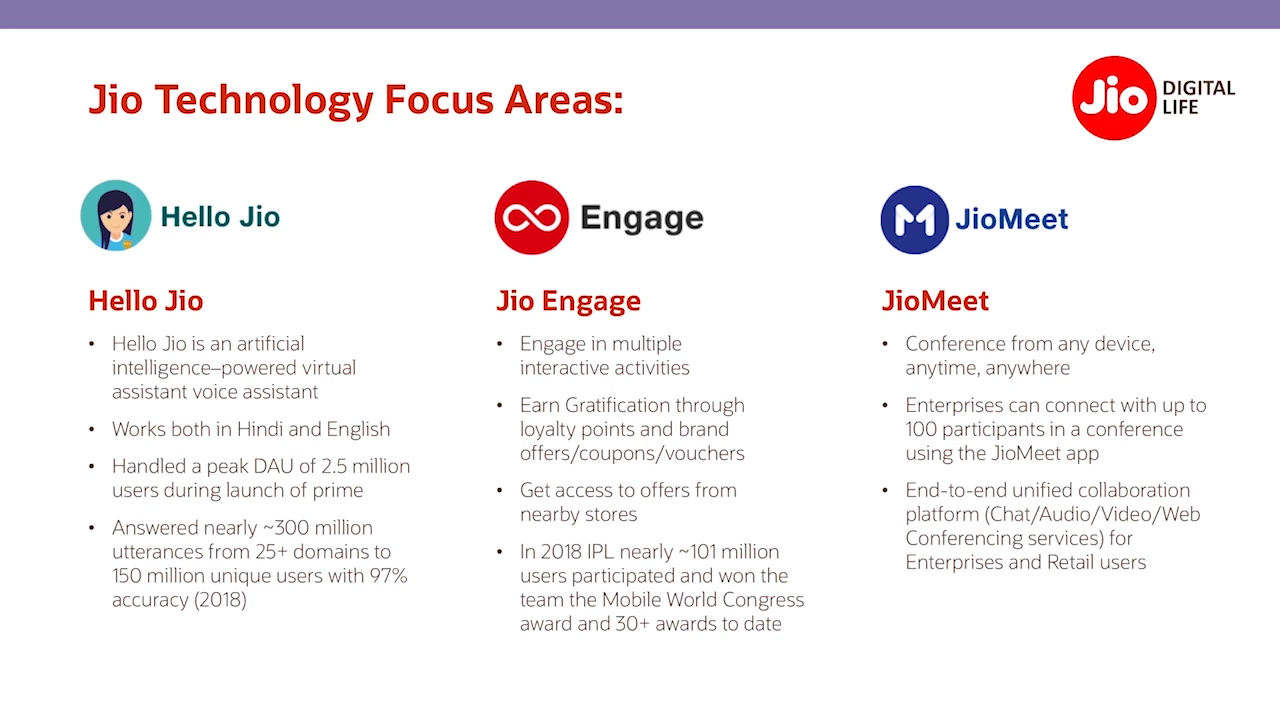 Jio Technology Focus Areas:
Jio DIGITAL
LIFE
Hello Jio
Hello Jio
• Hello Jio is an artificial
intelligence–powered virtual
assistant voice assistant
• Works both in Hindi and English
• Handled a peak DAU of 2.5 million
users during launch of prime
• Answered nearly ~300 million
utterances from 25+ domains to
150 million unique users with 97%
accuracy (2018)
Engage
Jio Engage
• Engage in multiple
interactive activities
• Earn Gratification through
loyalty points and brand
offers/coupons/vouchers
• Get access to offers from
nearby stores
• In 2018 IPL nearly ~101 million
users participated and won the
team the Mobile World Congress
award and 30+ awards to date
JioMeet
JioMeet
• Conference from any device,
anytime, anywhere
• Enterprises can connect with up to
100 participants in a conference
using the JioMeet app
• End-to-end unified collaboration
platform (Chat/Audio/Video/Web
Conferencing services) for
Enterprises and Retail users